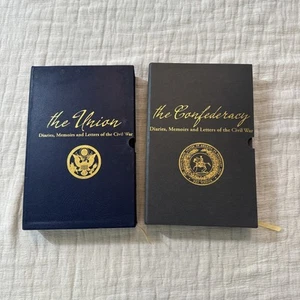 the Union
Diaries, Memoirs and Letters of the Civil War
the Confederacy
Diaries, Memoirs and Letters of the Civil War